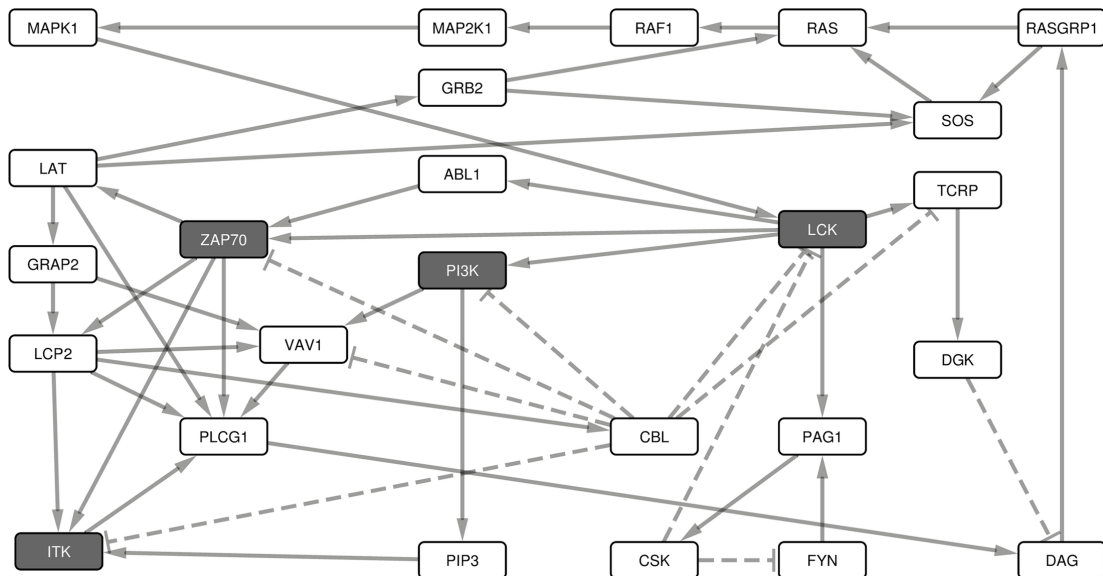 MAPK1
MAP2K1
RAF1
RAS
RASGRP1
GRB2
SOS
LAT
ABL1
TCRP
ZAP70
LCK
GRAP2
PI3K
LCP2
VAV1
DGK
PLCG1
CBL
PAG1
ITK
PIP3
CSK
FYN
DAG